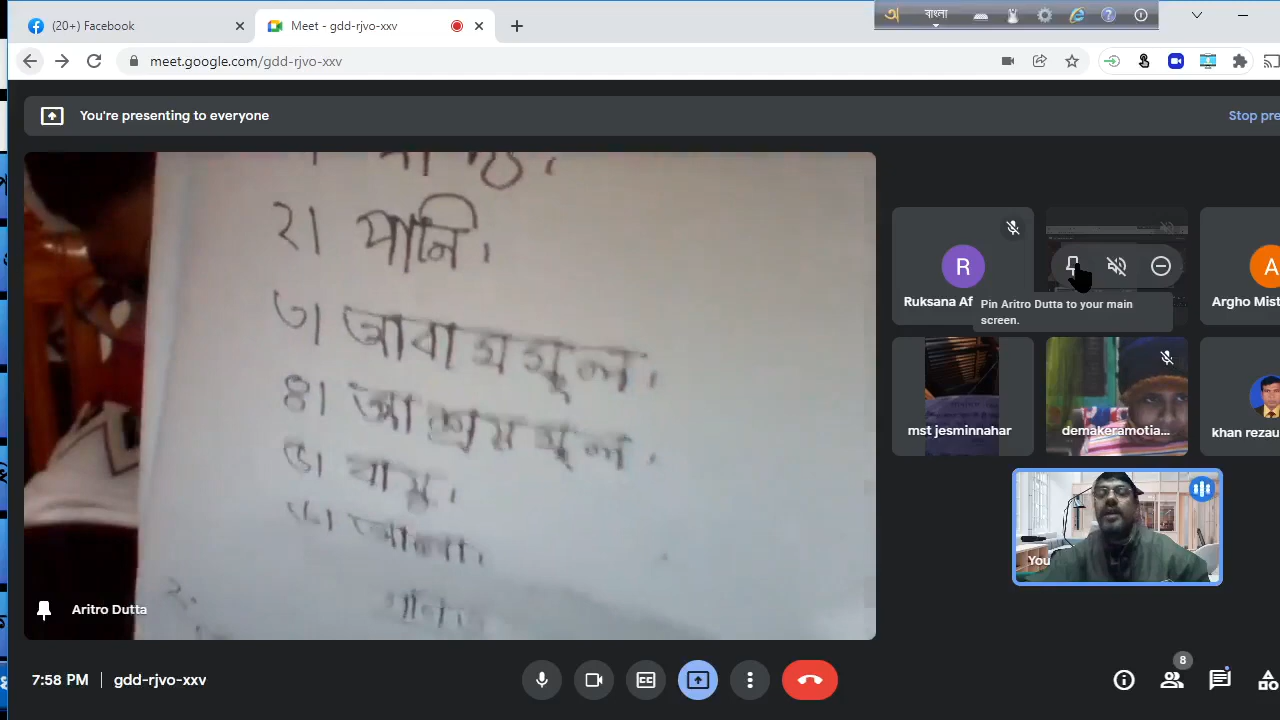 (20+) Facebook
Meet - gdd-rjvo-xxv
অ বাংলা
meet.google.com/gdd-rjvo-xxv
You're presenting to everyone
Stop pre
২। পানি।
৩। আবাসস্থল।
৪। আশ্রয়স্থল।
৫। বায়ু।
৬। আলো।
Aritro Dutta
R
Ruksana Af
Pin Aritro Dutta to your main
screen.
A
Argho Mist
mst jesminnahar
demakeramotia...
khan rezau
You
7:58 PM | gdd-rjvo-xxv
8